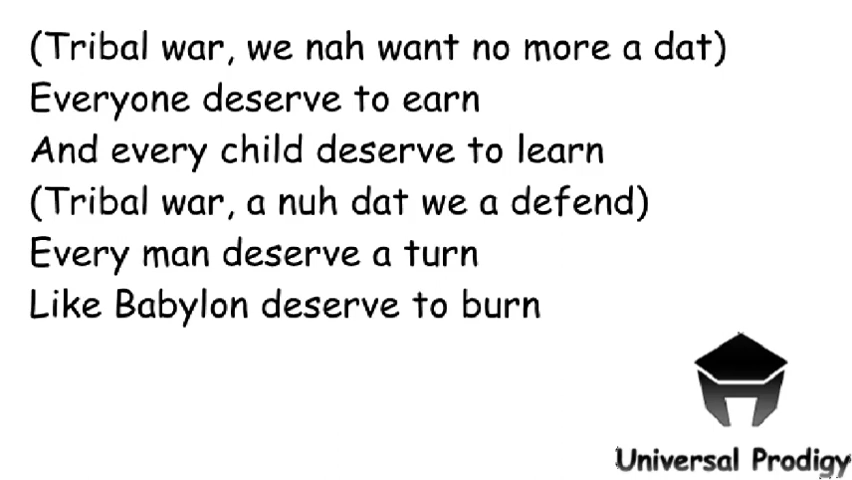 (Tribal war, we nah want no more a dat)
Everyone deserve to earn
And every child deserve to learn
(Tribal war, a nuh dat we a defend)
Every man deserve a turn
Like Babylon deserve to burn
Universal Prodigy